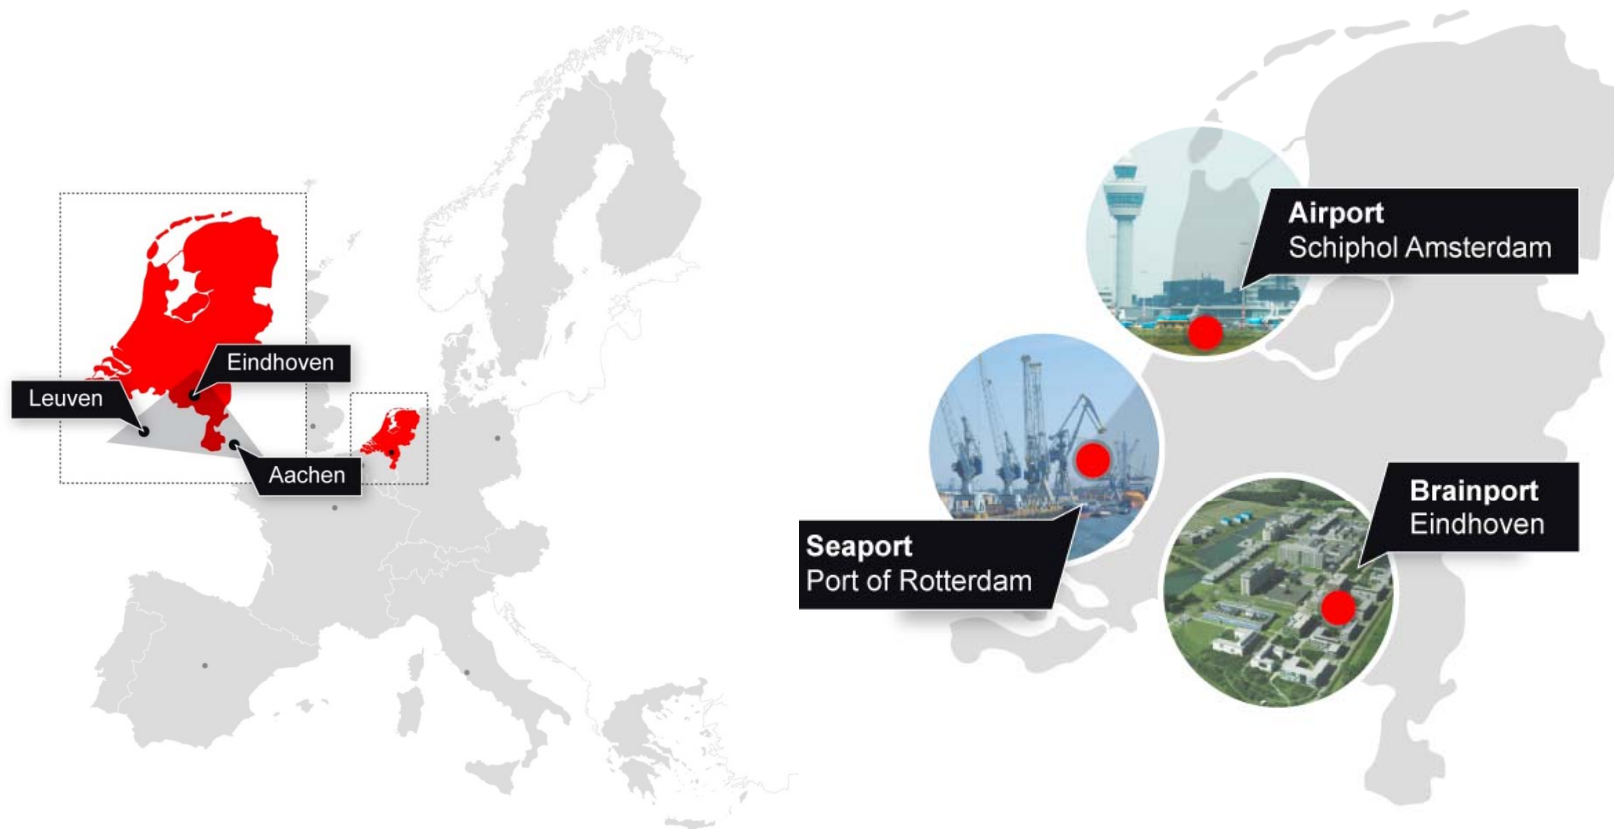 Eindhoven
Leuven
Aachen
Airport
Schiphol Amsterdam
Brainport
Eindhoven
Seaport
Port of Rotterdam